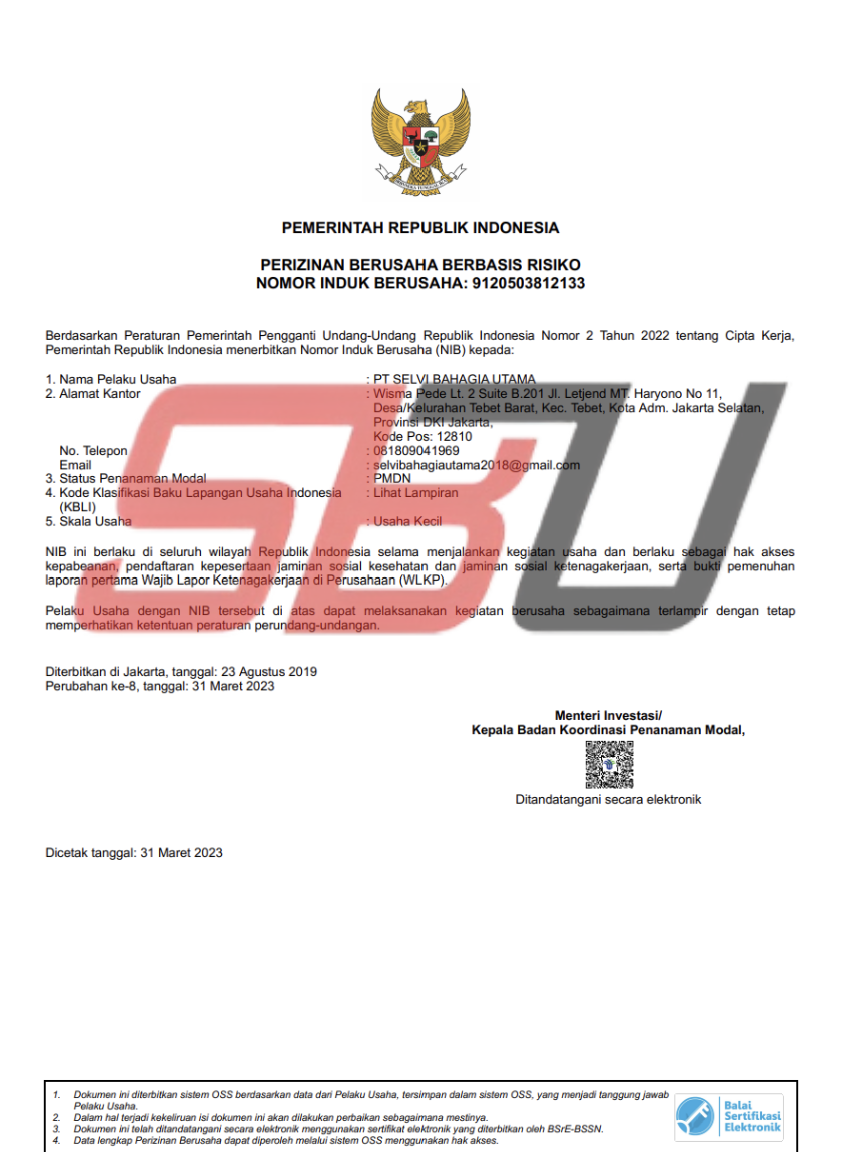 PEMERINTAH REPUBLIK INDONESIA
PERIZINAN BERUSAHA BERBASIS RISIKO
NOMOR INDUK BERUSAHA: 9120503812133
Berdasarkan Peraturan Pemerintah Pengganti Undang-Undang Republik Indonesia Nomor 2 Tahun 2022 tentang Cipta Kerja,
Pemerintah Republik Indonesia menerbitkan Nomor Induk Berusaha (NIB) kepada:
1. Nama Pelaku Usaha : PT SELVI BAHAGIA UTAMA
2. Alamat Kantor : Wisma Pede Lt. 2 Suite B.201 Jl. Letjend MT. Haryono No 11,
Desa/Kelurahan Tebet Barat, Kec. Tebet, Kota Adm. Jakarta Selatan,
Provinsi DKI Jakarta,
Kode Pos: 12810
No. Telepon : 081809041969
Email : selvibahagiautama2018@gmail.com
3. Status Penanaman Modal : PMDN
4. Kode Klasifikasi Baku Lapangan Usaha Indonesia : Lihat Lampiran
(KBLI)
5. Skala Usaha : Usaha Kecil
SBU
NIB ini berlaku di seluruh wilayah Republik Indonesia selama menjalankan kegiatan usaha dan berlaku sebagai hak akses
kepabeanan, pendaftaran kepesertaan jaminan sosial kesehatan dan jaminan sosial ketenagakerjaan, serta bukti pemenuhan
laporan pertama Wajib Lapor Ketenagakerjaan di Perusahaan (WLKP).
Pelaku Usaha dengan NIB tersebut di atas dapat melaksanakan kegiatan berusaha sebagaimana terlampir dengan tetap
memperhatikan ketentuan peraturan perundang-undangan.
Diterbitkan di Jakarta, tanggal: 23 Agustus 2019
Perubahan ke-8, tanggal: 31 Maret 2023
Menteri Investasi/
Kepala Badan Koordinasi Penanaman Modal,
Ditandatangani secara elektronik
Dicetak tanggal: 31 Maret 2023
1. Dokumen ini diterbitkan sistem OSS berdasarkan data dari Pelaku Usaha, tersimpan dalam sistem OSS, yang menjadi tanggung jawab
Pelaku Usaha.
2. Dalam hal terjadi kekeliruan isi dokumen ini akan dilakukan perbaikan sebagaimana mestinya.
3. Dokumen ini telah ditandatangani secara elektronik menggunakan sertifikat elektronik yang diterbitkan oleh BSrE-BSSN.
4. Data lengkap Perizinan Berusaha dapat diperoleh melalui sistem OSS menggunakan hak akses.
Balai
Sertifikasi
Elektronik